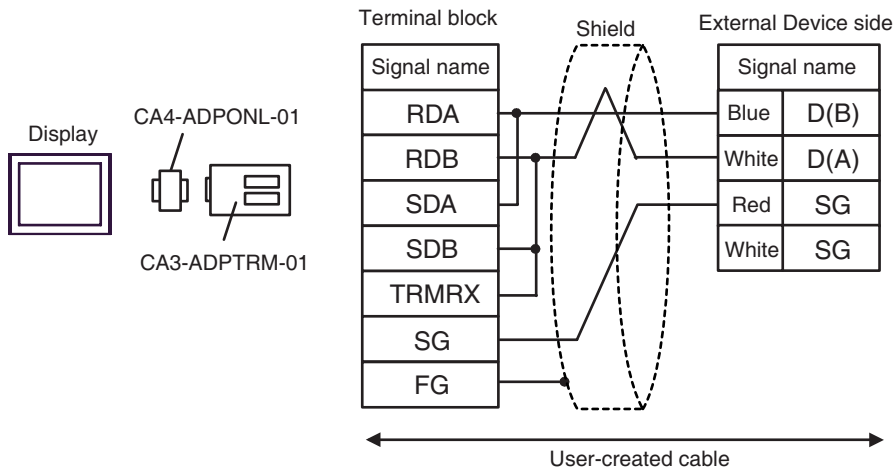 Terminal block
Shield
External Device side
Signal name
Signal name
RDA
Blue
D(B)
CA4-ADPONL-01
Display
RDB
White
D(A)
SDA
Red
SG
SDB
White
SG
CA3-ADPTRM-01
TRMRX
SG
FG
User-created cable